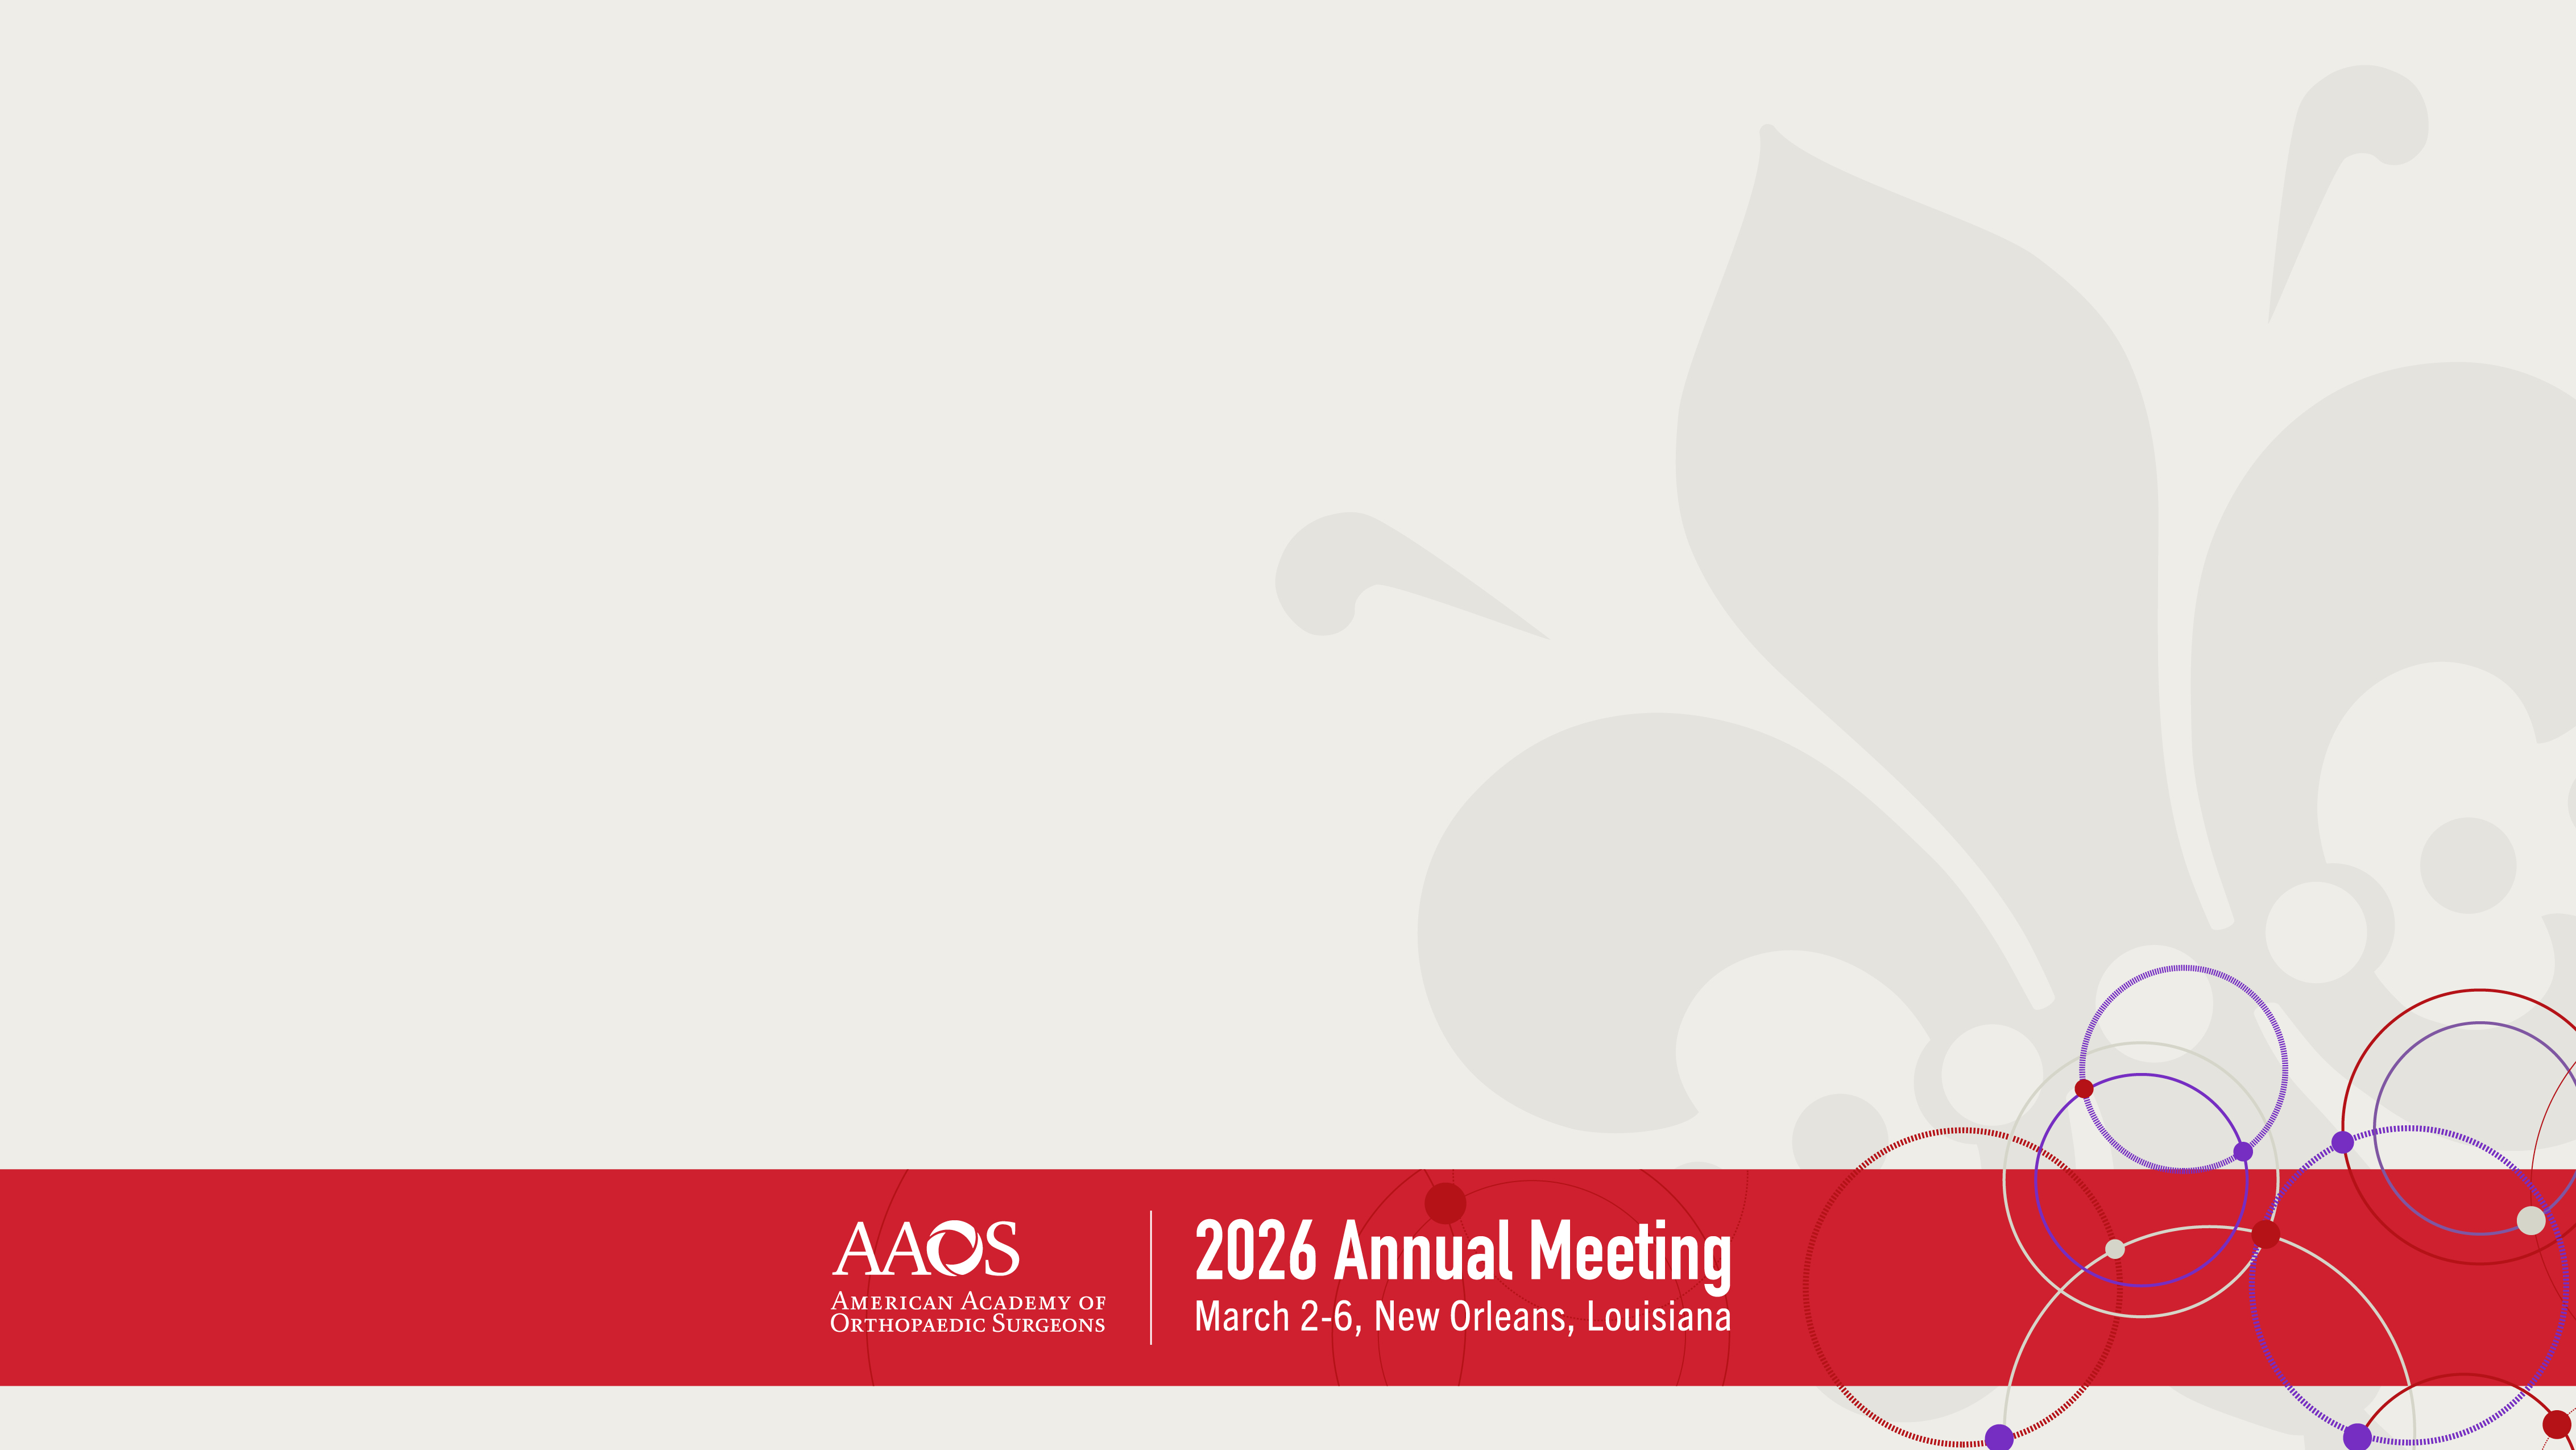 AAOS
AMERICAN ACADEMY OF
ORTHOPAEDIC SURGEONS
2026 Annual Meeting
March 2-6, New Orleans, Louisiana